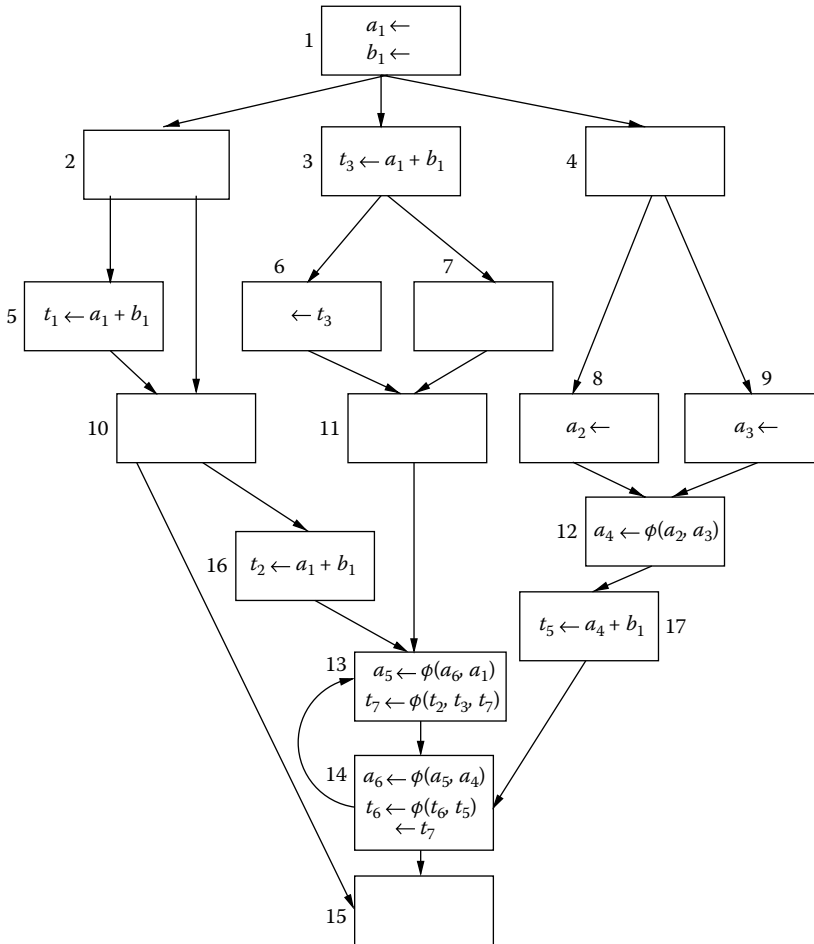 1
a₁ ←
b₁ ←
2
3
t₃ ← a₁ + b₁
4
5
t₁ ← a₁ + b₁
6
← t₃
7
8
a₂ ←
9
a₃ ←
10
11
12
a₄ ← ϕ(a₂, a₃)
16
t₂ ← a₁ + b₁
t₅ ← a₄ + b₁
17
13
a₅ ← ϕ(a₆, a₁)
t₇ ← ϕ(t₂, t₃, t₇)
14
a₆ ← ϕ(a₅, a₄)
t₆ ← ϕ(t₆, t₅)
← t₇
15